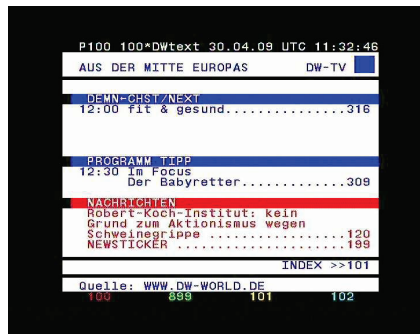 P100 100*DWtext 30.04.09 UTC 11:32:46
AUS DER MITTE EUROPAS DW-TV
DEMN←CHST/NEXT
12:00 fit & gesund..............316
PROGRAMM TIPP
12:30 Im Focus
Der Babyretter............309
NACHRICHTEN
Robert-Koch-Institut: kein
Grund zum Aktionismus wegen
Schweinegrippe .................120
NEWSTICKER .....................199
INDEX >>101
Quelle: WWW.DW-WORLD.DE
100 899 101 102